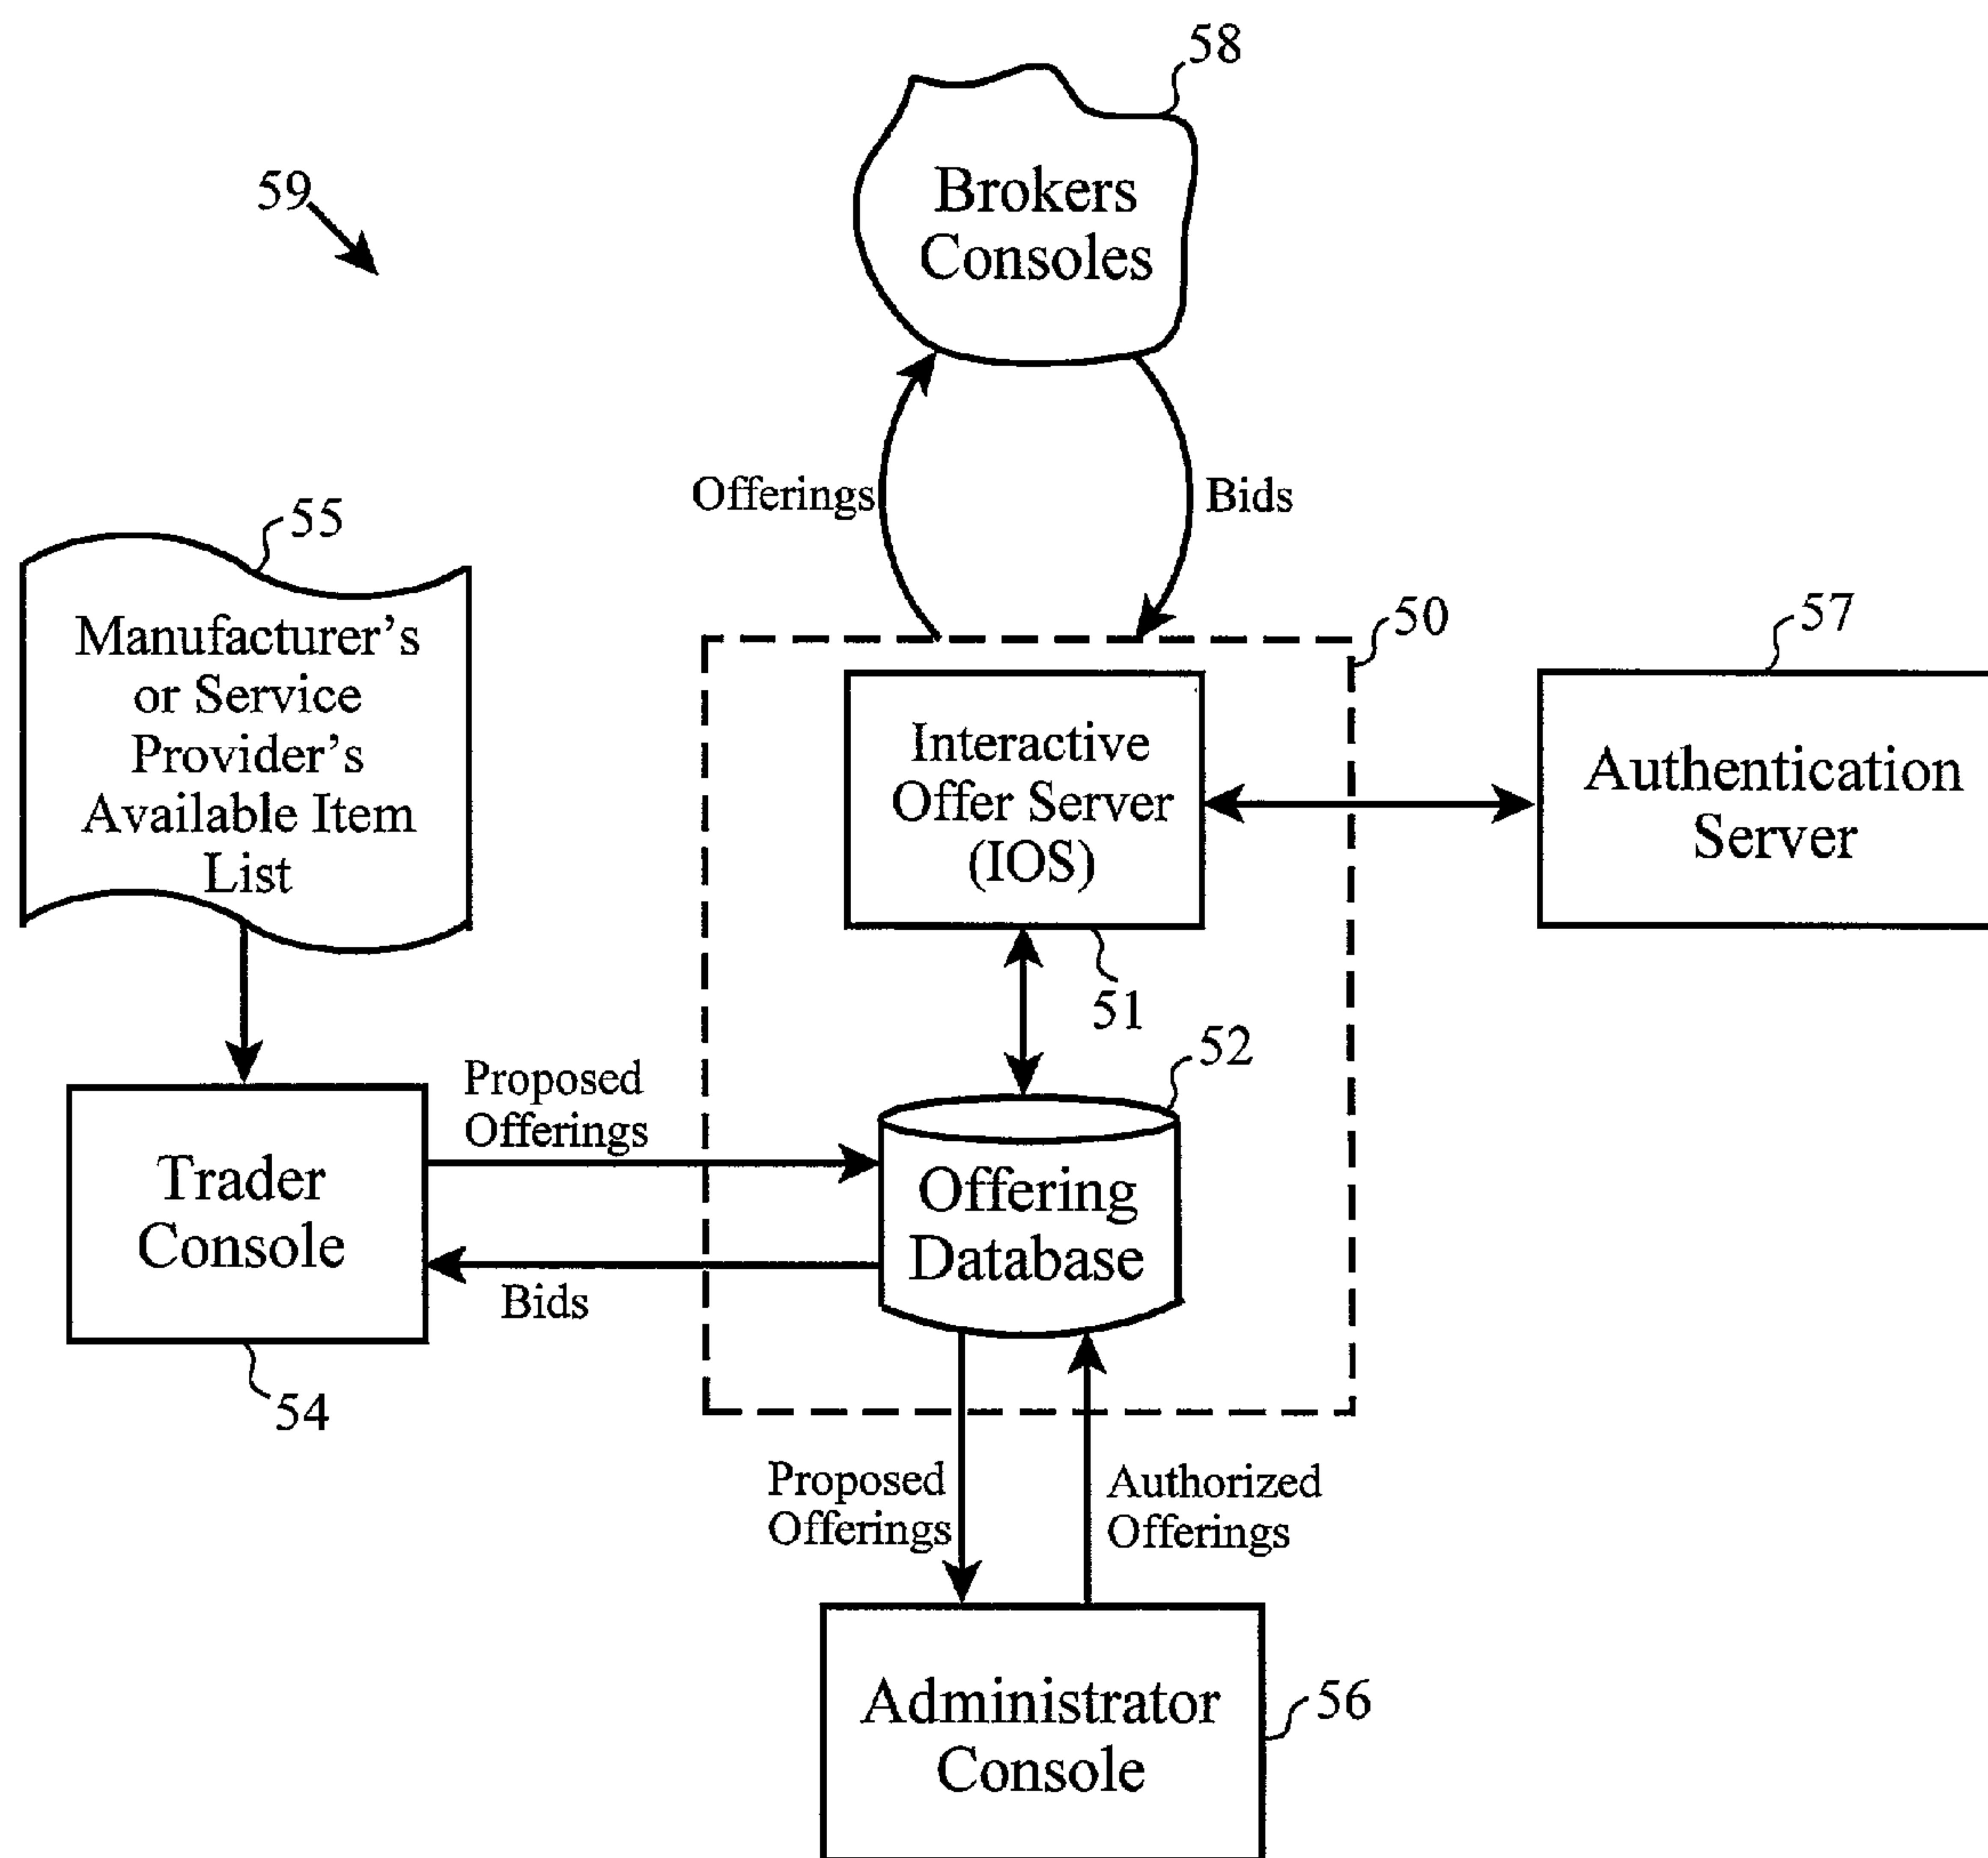 58
Brokers
Consoles
59
Offerings
Bids
55
Manufacturer's
or Service
Provider's
Available Item
List
50
57
Interactive
Offer Server
(IOS)
Authentication
Server
51
52
Proposed
Offerings
Trader
Console
Offering
Database
Bids
54
Proposed
Offerings
Authorized
Offerings
Administrator
Console
56